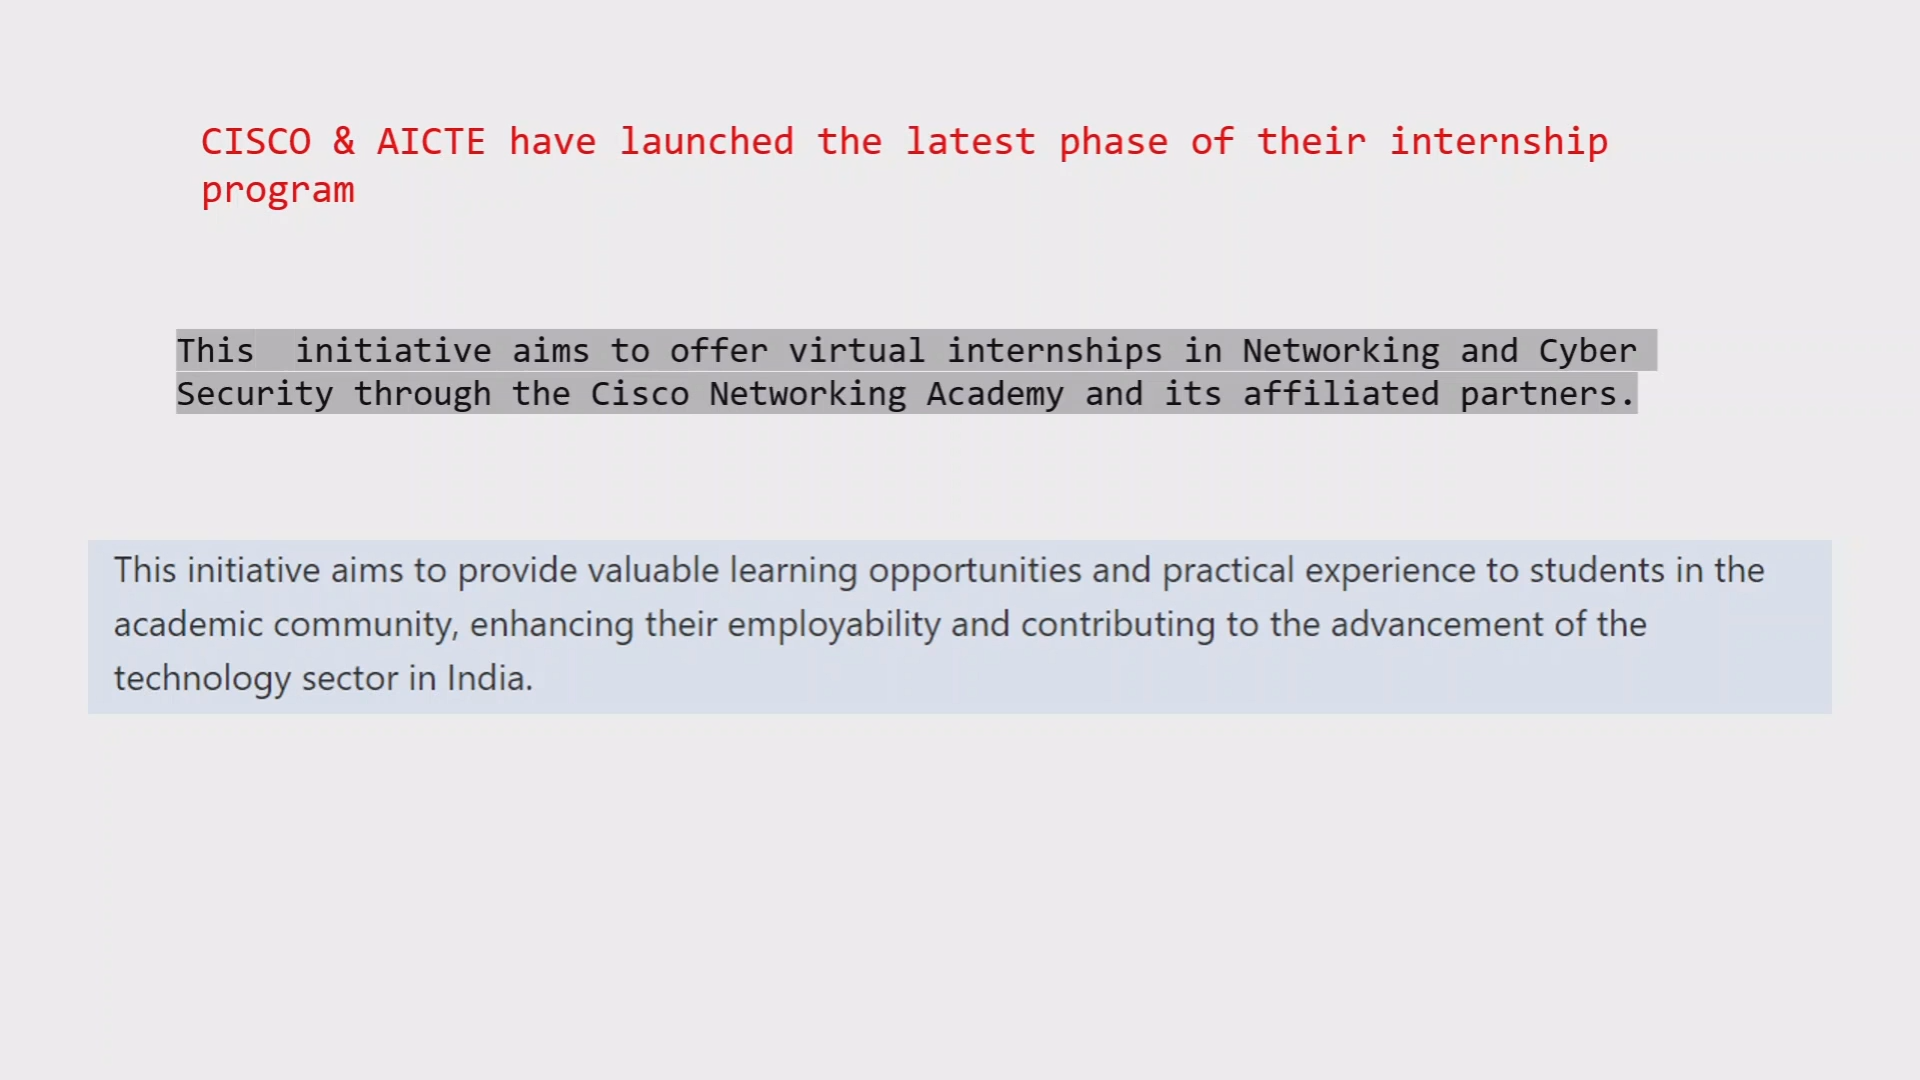 CISCO & AICTE have launched the latest phase of their internship
program
This  initiative aims to offer virtual internships in Networking and Cyber
Security through the Cisco Networking Academy and its affiliated partners.
This initiative aims to provide valuable learning opportunities and practical experience to students in the
academic community, enhancing their employability and contributing to the advancement of the
technology sector in India.